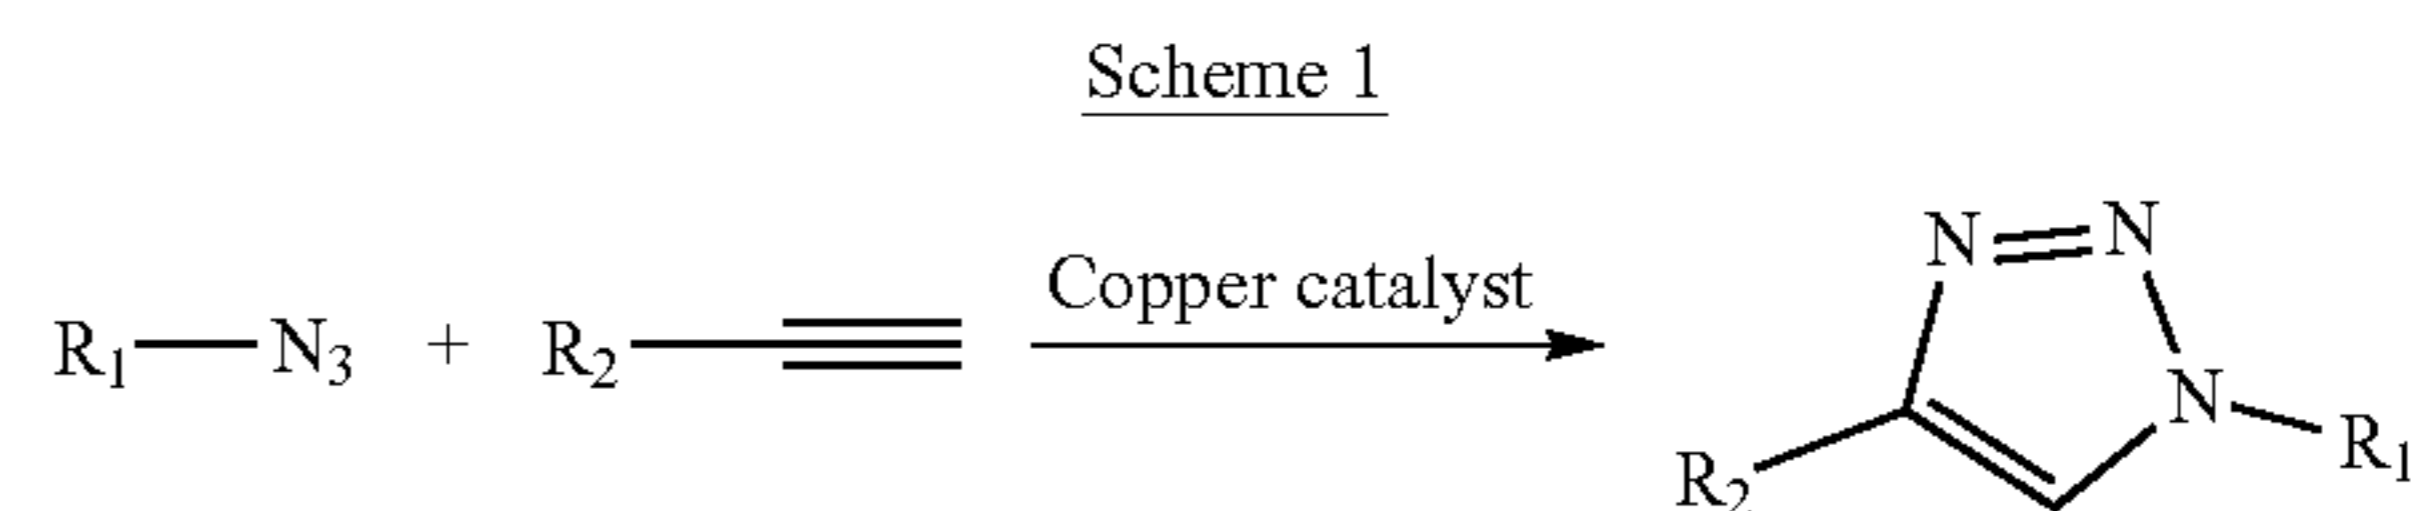 Scheme 1
R1 N3 + R2 Copper catalyst N N N R1 R2